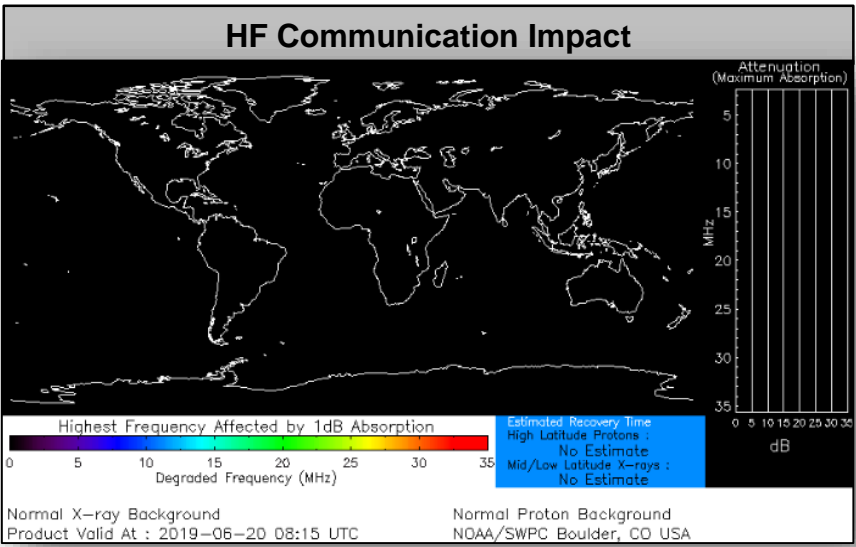 HF Communication Impact
Attenuation
(Maximum Absorption)
5
10
15
20
25
30
35
MHz
0 5 10 15 20 25 30 35
dB
Highest Frequency Affected by 1dB Absorption
0 5 10 15 20 25 30 35
Degraded Frequency (MHz)
Estimated Recovery Time
High Latitude Protons :
No Estimate
Mid/Low Latitude X-rays :
No Estimate
Normal X-ray Background
Normal Proton Background
Product Valid At : 2019-06-20 08:15 UTC
NOAA/SWPC Boulder, CO USA